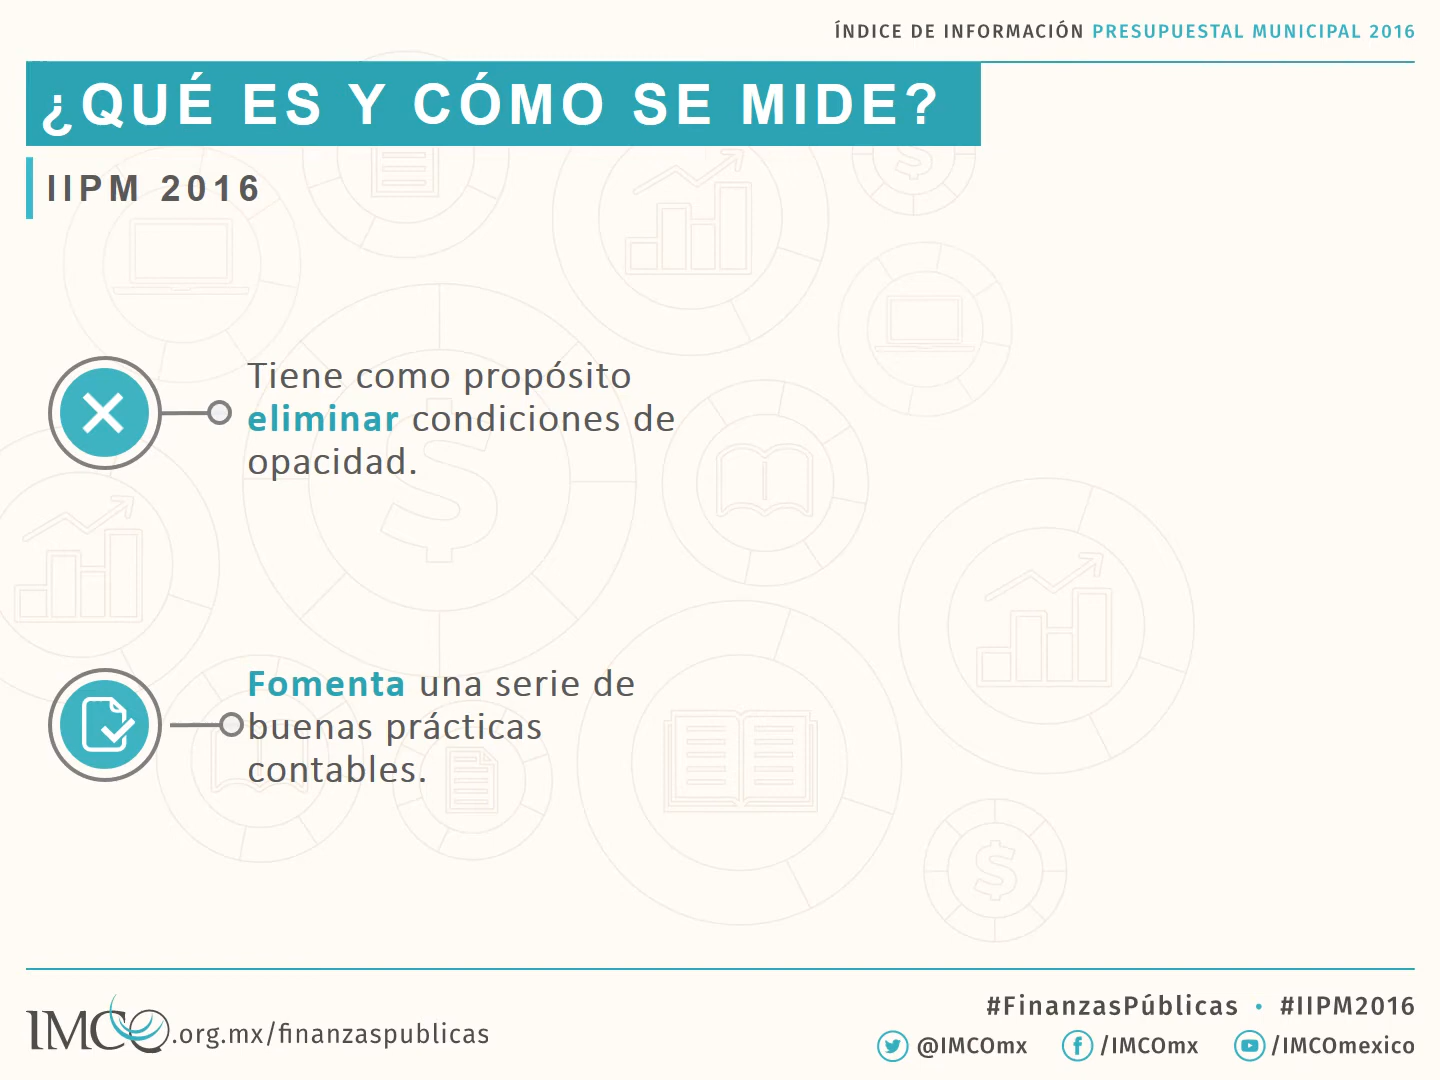 ÍNDICE DE INFORMACIÓN PRESUPUESTAL MUNICIPAL 2016
¿QUÉ ES Y CÓMO SE MIDE?
IIPM 2016
Tiene como propósito
eliminar condiciones de
opacidad.
Fomenta una serie de
buenas prácticas
contables.
IMCO.org.mx/finanzaspublicas
#FinanzasPúblicas • #IIPM2016
@IMCOmx /IMCOmx /IMCOmexico